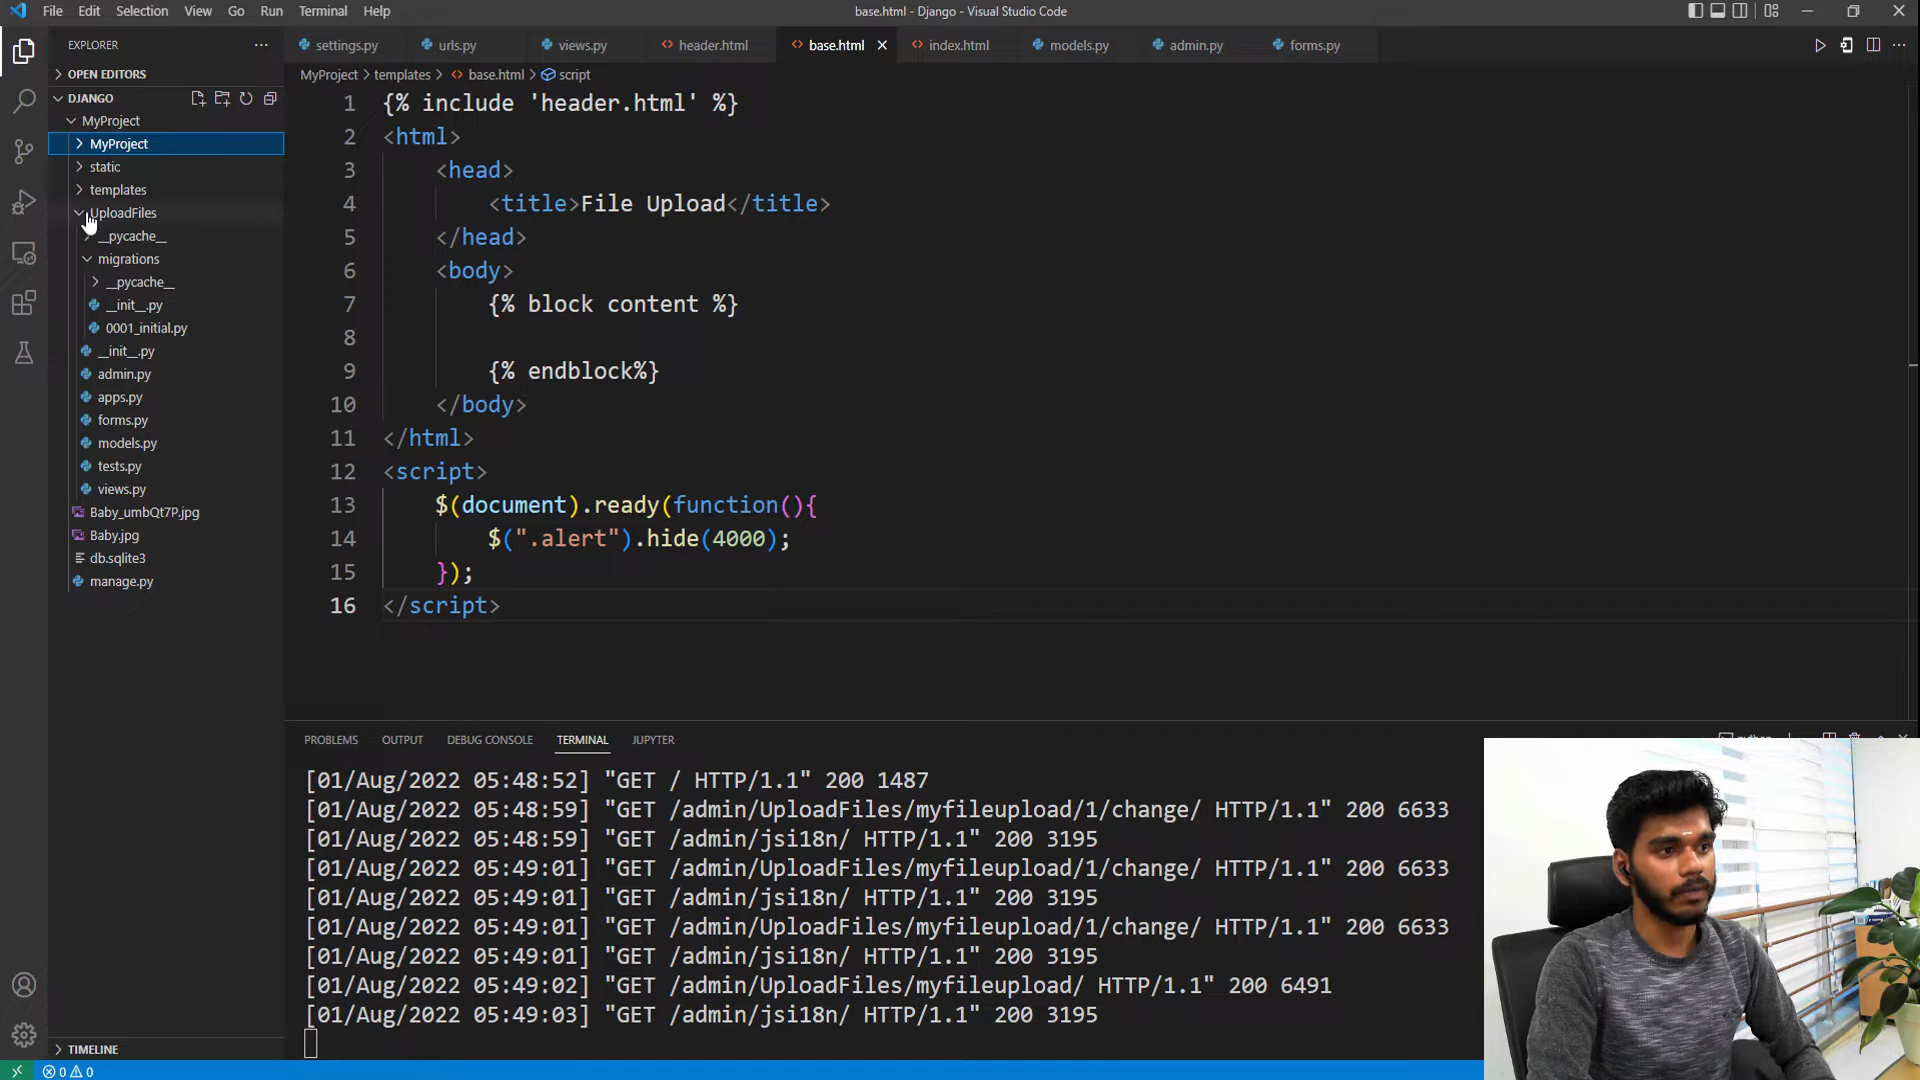 File Edit Selection View Go Run Terminal Help
base.html - Django - Visual Studio Code
EXPLORER
OPEN EDITORS
DJANGO
MyProject
MyProject
static
templates
UploadFiles
__pycache__
migrations
__pycache__
__init__.py
0001_initial.py
__init__.py
admin.py
apps.py
forms.py
models.py
tests.py
views.py
Baby_umbQt7P.jpg
Baby.jpg
db.sqlite3
manage.py
TIMELINE
settings.py urls.py views.py header.html base.html index.html models.py admin.py forms.py
MyProject > templates > base.html > script
1 {% include 'header.html' %}
2 <html>
3 <head>
4 <title>File Upload</title>
5 </head>
6 <body>
7 {% block content %}
8
9 {% endblock%}
10 </body>
11 </html>
12 <script>
13 $(document).ready(function(){
14 $(".alert").hide(4000);
15 });
16 </script>
PROBLEMS OUTPUT DEBUG CONSOLE TERMINAL JUPYTER
[01/Aug/2022 05:48:52] "GET / HTTP/1.1" 200 1487
[01/Aug/2022 05:48:59] "GET /admin/UploadFiles/myfileupload/1/change/ HTTP/1.1" 200 6633
[01/Aug/2022 05:48:59] "GET /admin/jsi18n/ HTTP/1.1" 200 3195
[01/Aug/2022 05:49:01] "GET /admin/UploadFiles/myfileupload/1/change/ HTTP/1.1" 200 6633
[01/Aug/2022 05:49:01] "GET /admin/jsi18n/ HTTP/1.1" 200 3195
[01/Aug/2022 05:49:01] "GET /admin/UploadFiles/myfileupload/1/change/ HTTP/1.1" 200 6633
[01/Aug/2022 05:49:01] "GET /admin/jsi18n/ HTTP/1.1" 200 3195
[01/Aug/2022 05:49:02] "GET /admin/UploadFiles/myfileupload/ HTTP/1.1" 200 6491
[01/Aug/2022 05:49:03] "GET /admin/jsi18n/ HTTP/1.1" 200 3195
0 0